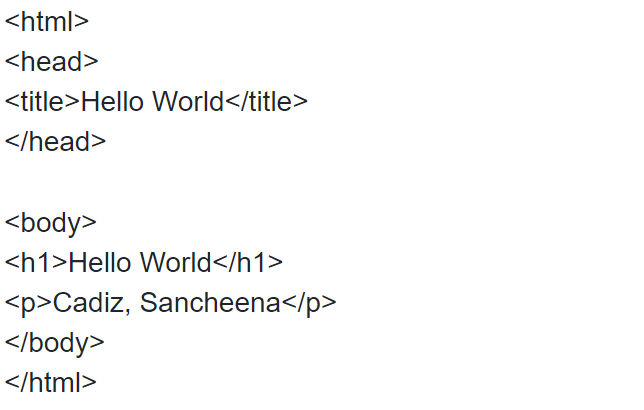 <html>
<head>
<title>Hello World</title>
</head>
<body>
<h1>Hello World</h1>
<p>Cadiz, Sancheena</p>
</body>
</html>